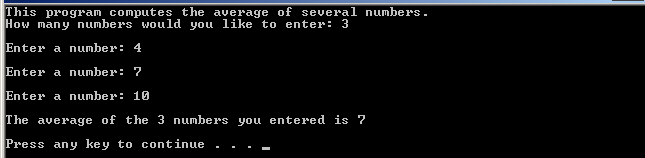 This program computes the average of several numbers.
How many numbers would you like to enter: 3
Enter a number: 4
Enter a number: 7
Enter a number: 10
The average of the 3 numbers you entered is 7
Press any key to continue . . . _